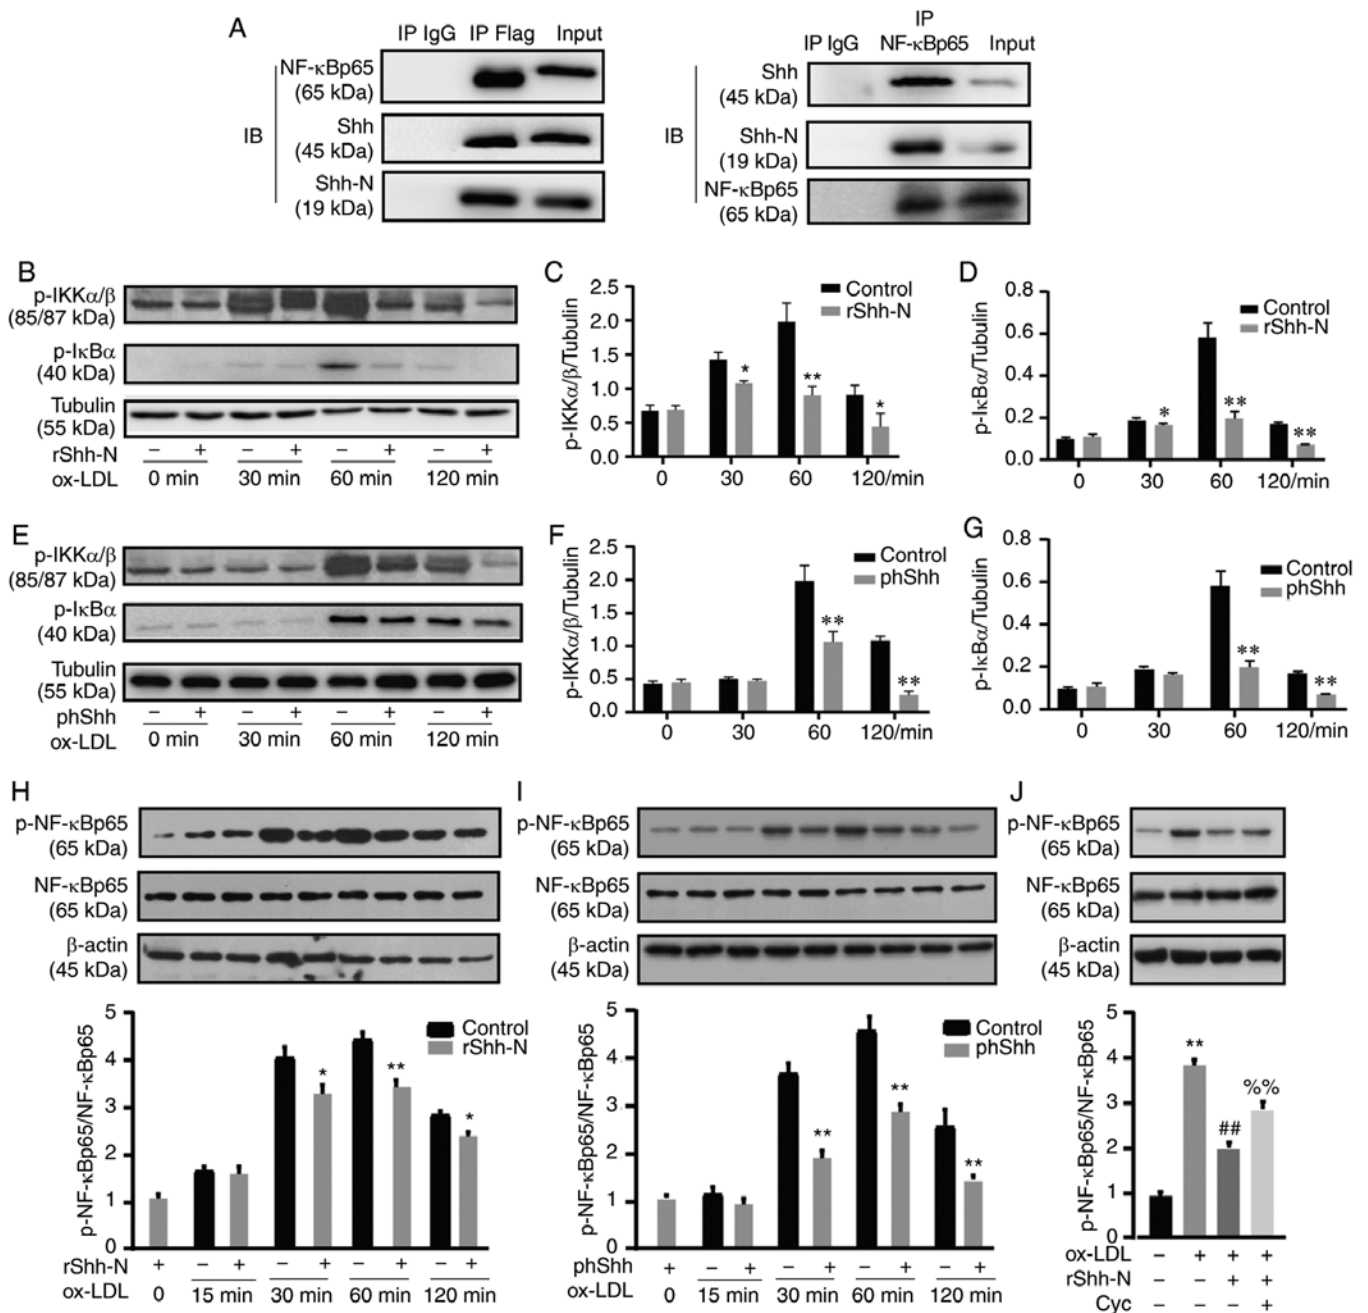 A
IP IgG IP Flag Input
NF-κBp65
(65 kDa)
IB
Shh
(45 kDa)
Shh-N
(19 kDa)
IP
IP IgG NF-κBp65 Input
Shh
(45 kDa)
IB
Shh-N
(19 kDa)
NF-κBp65
(65 kDa)
B
p-IKKα/β
(85/87 kDa)
p-IκBα
(40 kDa)
Tubulin
(55 kDa)
rShh-N – + – + – + – +
ox-LDL 0 min 30 min 60 min 120 min
C
p-IKKα/β/Tubulin
2.5
2.0
1.5
1.0
0.5
0.0
Control
rShh-N
* ** *
0 30 60 120/min
D
p-IκBα/Tubulin
0.8
0.6
0.4
0.2
0.0
Control
rShh-N
* ** **
0 30 60 120/min
E
p-IKKα/β
(85/87 kDa)
p-IκBα
(40 kDa)
Tubulin
(55 kDa)
phShh – + – + – + – +
ox-LDL 0 min 30 min 60 min 120 min
F
p-IKKα/β/Tubulin
2.5
2.0
1.5
1.0
0.5
0.0
Control
phShh
** **
0 30 60 120/min
G
p-IκBα/Tubulin
0.8
0.6
0.4
0.2
0.0
Control
phShh
** **
0 30 60 120/min
H
p-NF-κBp65
(65 kDa)
NF-κBp65
(65 kDa)
β-actin
(45 kDa)
p-NF-κBp65/NF-κBp65
5
4
3
2
1
0
Control
rShh-N
* ** *
rShh-N + – + – + – + – +
ox-LDL 0 15 min 30 min 60 min 120 min
I
p-NF-κBp65
(65 kDa)
NF-κBp65
(65 kDa)
β-actin
(45 kDa)
p-NF-κBp65/NF-κBp65
5
4
3
2
1
0
Control
phShh
** ** **
phShh + – + – + – + – +
ox-LDL 0 15 min 30 min 60 min 120 min
J
p-NF-κBp65
(65 kDa)
NF-κBp65
(65 kDa)
β-actin
(45 kDa)
p-NF-κBp65/NF-κBp65
5
4
3
2
1
0
** ## %%
ox-LDL – + + +
rShh-N – – + +
Cyc – – – +